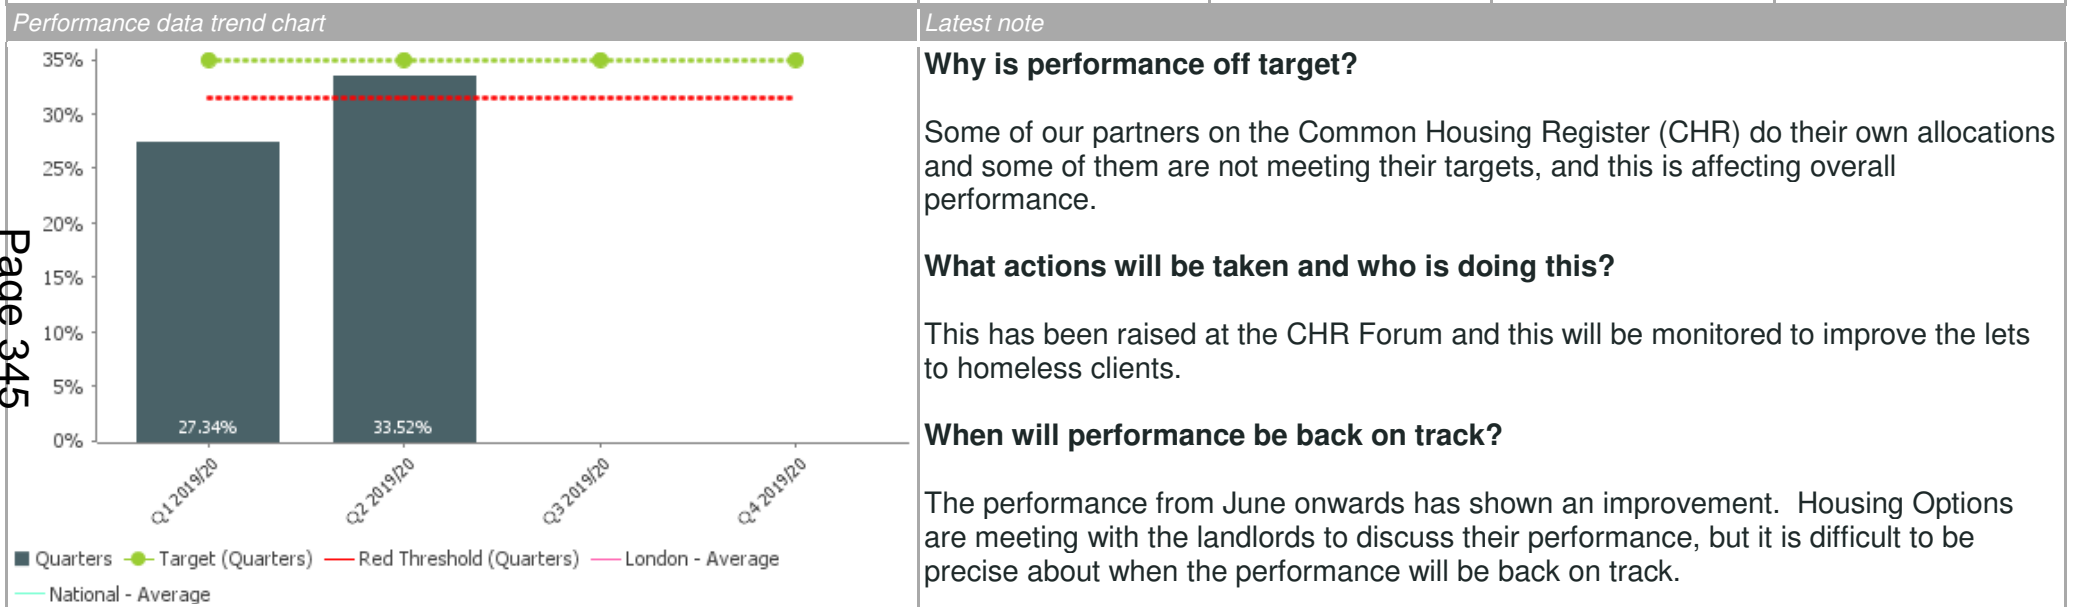 Performance data trend chart
35%
30%
25%
20%
15%
10%
5%
0%
27.34%
33.52%
Q1 2019/20
Q2 2019/20
Q3 2019/20
Q4 2019/20
Quarters
Target (Quarters)
Red Threshold (Quarters)
London - Average
National - Average
Latest note
Why is performance off target?
Some of our partners on the Common Housing Register (CHR) do their own allocations
and some of them are not meeting their targets, and this is affecting overall
performance.
What actions will be taken and who is doing this?
This has been raised at the CHR Forum and this will be monitored to improve the lets
to homeless clients.
When will performance be back on track?
The performance from June onwards has shown an improvement.  Housing Options
are meeting with the landlords to discuss their performance, but it is difficult to be
precise about when the performance will be back on track.
Page 345